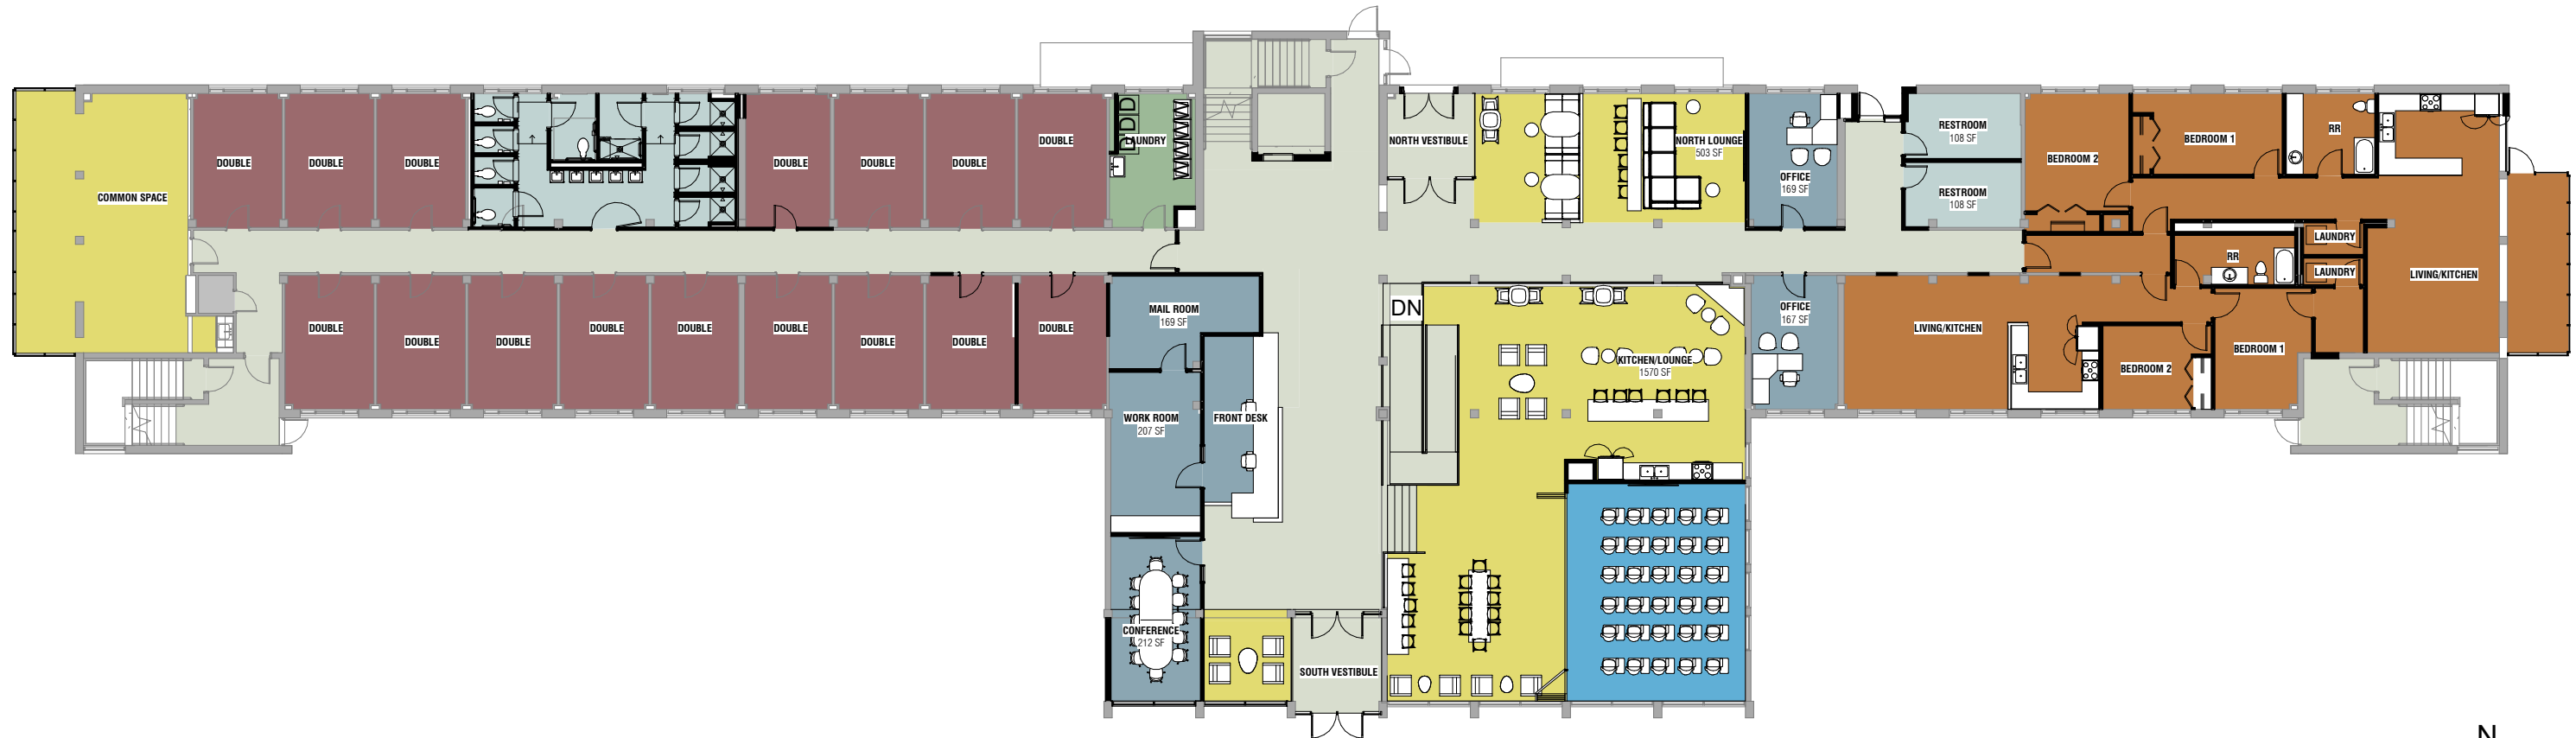 COMMON SPACE
DOUBLE
DOUBLE
DOUBLE
DOUBLE
DOUBLE
DOUBLE
DOUBLE
LAUNDRY
NORTH VESTIBULE
NORTH LOUNGE
503 SF
OFFICE
169 SF
RESTROOM
108 SF
RESTROOM
108 SF
BEDROOM 2
BEDROOM 1
RR
LAUNDRY
RR
LAUNDRY
LIVING/KITCHEN
DOUBLE
DOUBLE
DOUBLE
DOUBLE
DOUBLE
DOUBLE
DOUBLE
DOUBLE
DOUBLE
MAIL ROOM
169 SF
DN
OFFICE
167 SF
LIVING/KITCHEN
BEDROOM 2
BEDROOM 1
KITCHEN/LOUNGE
1570 SF
WORK ROOM
207 SF
FRONT DESK
CONFERENCE
212 SF
SOUTH VESTIBULE
N